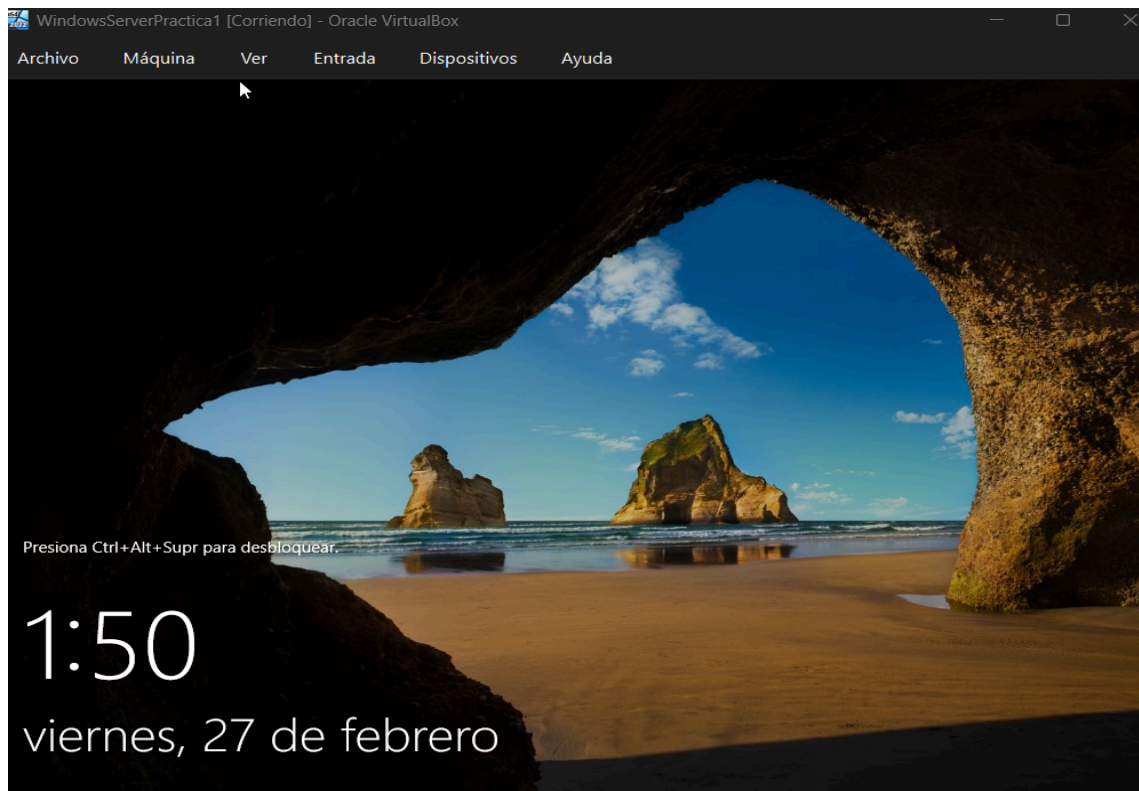 2022
WindowsServerPractica1 [Corriendo] - Oracle VirtualBox
Archivo Máquina Ver Entrada Dispositivos Ayuda
Presiona Ctrl+Alt+Supr para desbloquear.
1:50
viernes, 27 de febrero